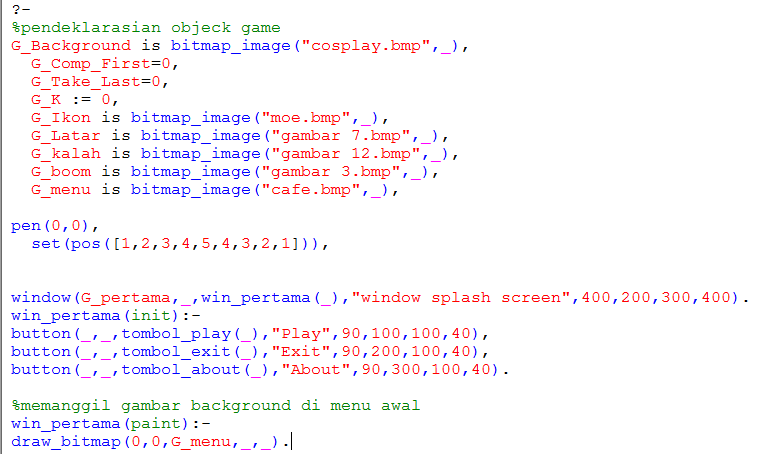 ?-
%pendeklarasian objeck game
G_Background is bitmap_image("cosplay.bmp",_),
G_Comp_First=0,
G_Take_Last=0,
G_K := 0,
G_Ikon is bitmap_image("moe.bmp",_),
G_Latar is bitmap_image("gambar 7.bmp",_),
G_kalah is bitmap_image("gambar 12.bmp",_),
G_boom is bitmap_image("gambar 3.bmp",_),
G_menu is bitmap_image("cafe.bmp",_),
pen(0,0),
set(pos([1,2,3,4,5,4,3,2,1])),
window(G_pertama,_,win_pertama(_),"window splash screen",400,200,300,400).
win_pertama(init):-
button(_,_,tombol_play(_),"Play",90,100,100,40),
button(_,_,tombol_exit(_),"Exit",90,200,100,40),
button(_,_,tombol_about(_),"About",90,300,100,40).
%memanggil gambar background di menu awal
win_pertama(paint):-
draw_bitmap(0,0,G_menu,_,_).